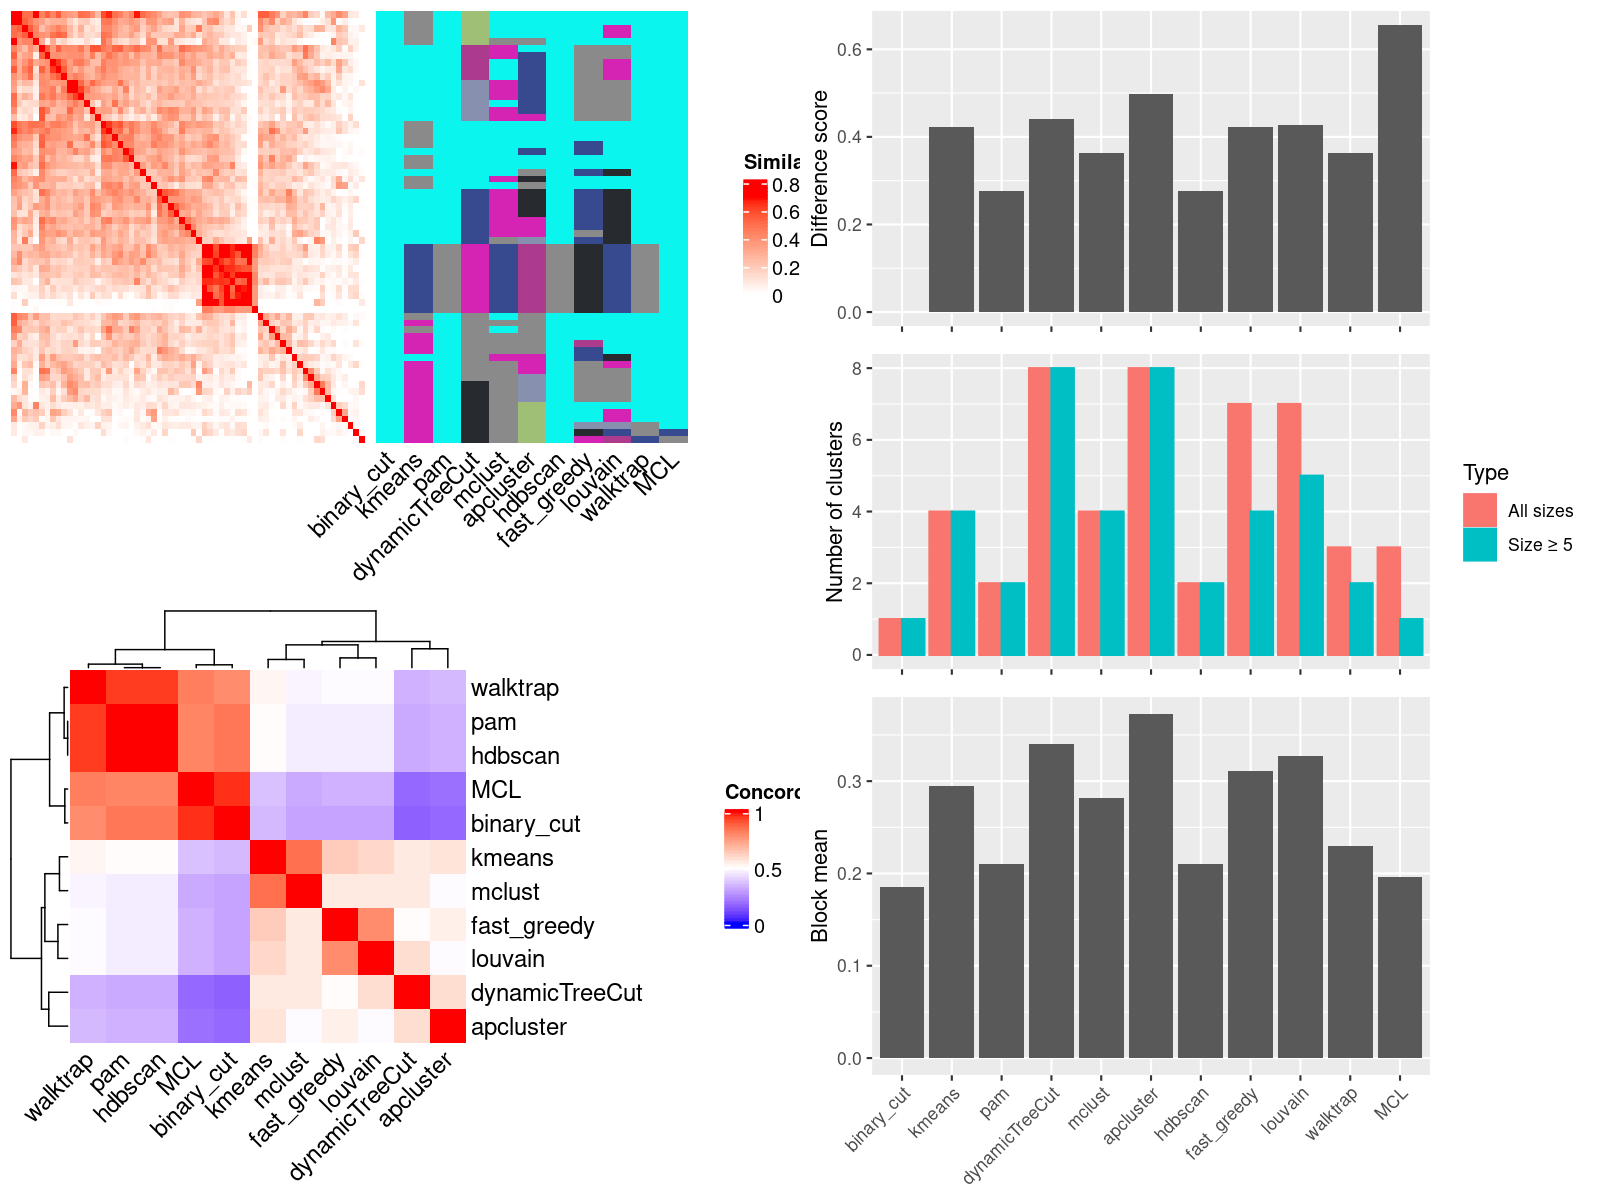 Simila
0.8
0.6
0.4
0.2
0
binary_cut
kmeans
pam
dynamicTreeCut
mclust
apcluster
hdbscan
fast_greedy
louvain
walktrap
MCL
walktrap
pam
hdbscan
MCL
binary_cut
kmeans
mclust
fast_greedy
louvain
dynamicTreeCut
apcluster
walktrap
pam
hdbscan
MCL
binary_cut
kmeans
mclust
fast_greedy
louvain
dynamicTreeCut
apcluster
Concord
1
0.5
0
Difference score
0.6
0.4
0.2
0.0
Number of clusters
8
6
4
2
0
Type
All sizes
Size ≥ 5
Block mean
0.3
0.2
0.1
0.0
binary_cut
kmeans
pam
dynamicTreeCut
mclust
apcluster
hdbscan
fast_greedy
louvain
walktrap
MCL